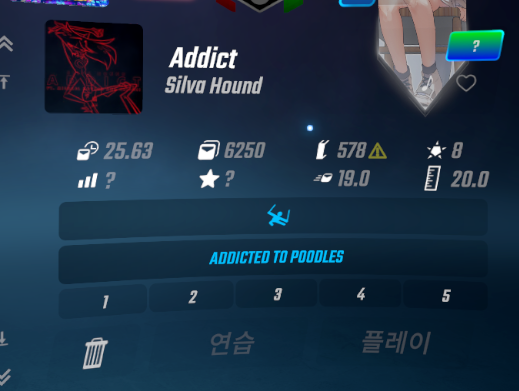 Addict
Silva Hound
?
25.63 6250 578 8
? ? 19.0 20.0
ADDICTED TO POODLES
1 2 3 4 5
연습 플레이